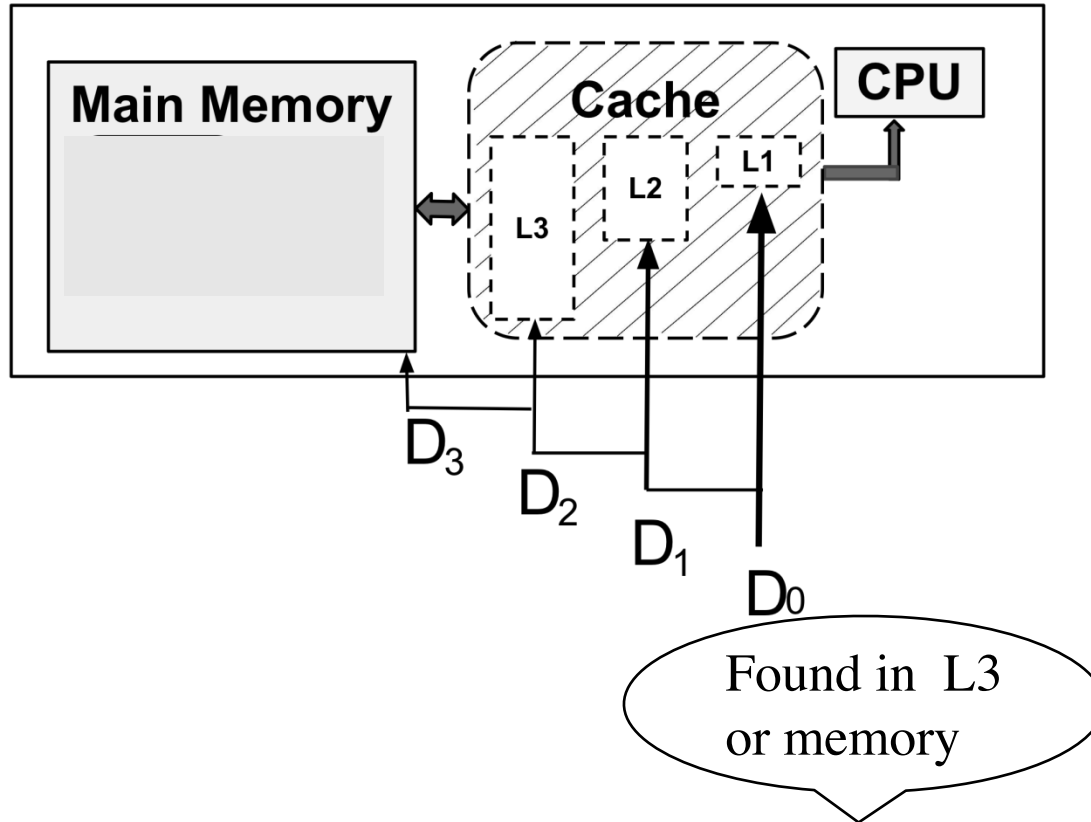 Main Memory
Cache
CPU
L3
L2
L1
D3
D2
D1
D0
Found in L3
or memory